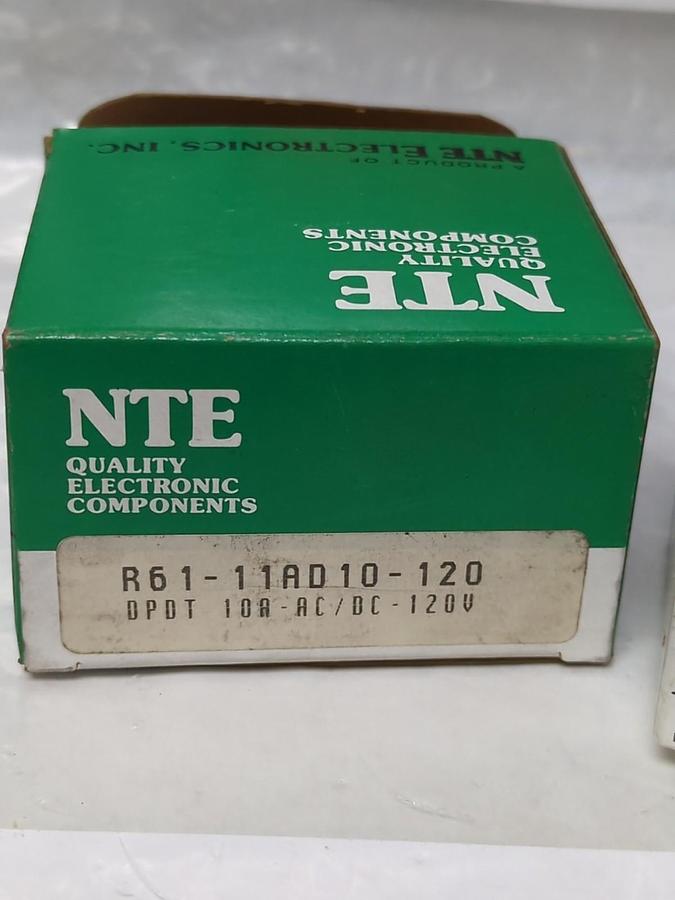 A PRODUCT OF
NTE ELECTRONICS, INC.
NTE
QUALITY
ELECTRONIC
COMPONENTS
NTE
QUALITY
ELECTRONIC
COMPONENTS
R61-11AD10-120
DPDT 10A-AC/DC-120V